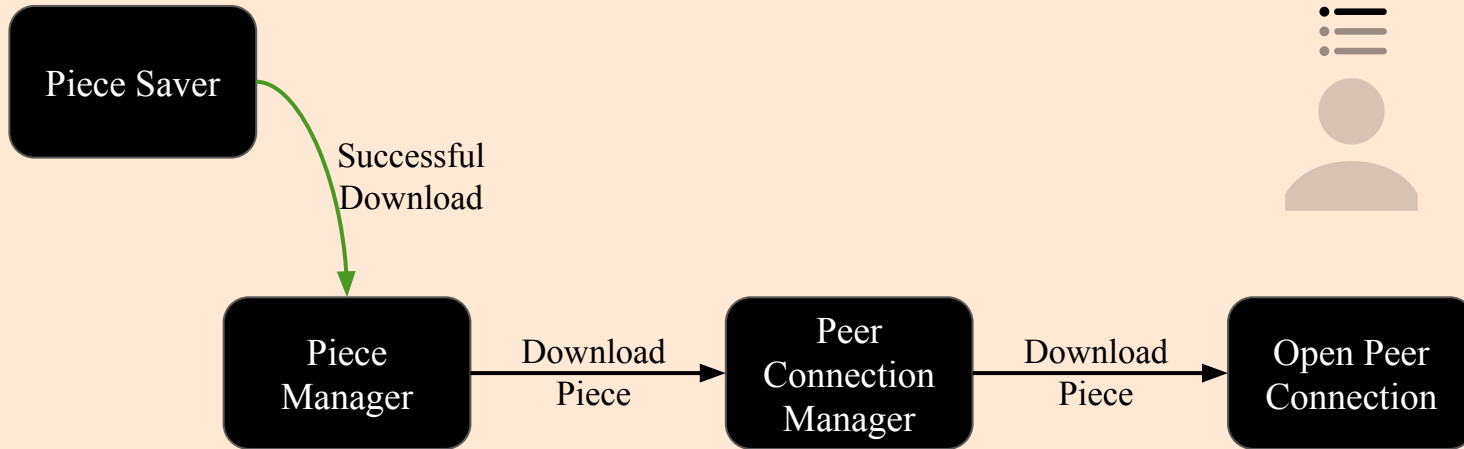 Piece Saver
Successful
Download
Piece
Manager
Download
Piece
Peer
Connection
Manager
Download
Piece
Open Peer
Connection